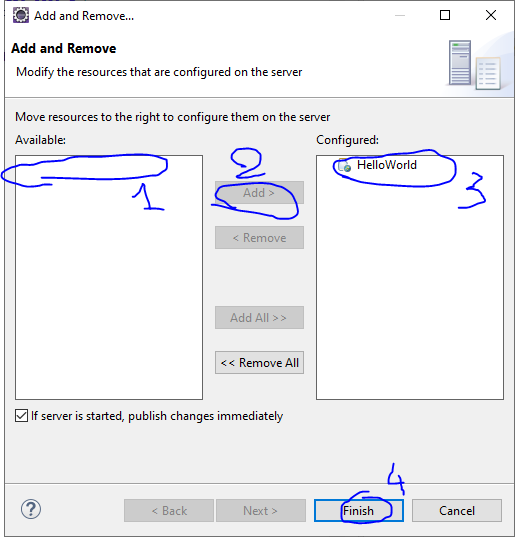 Add and Remove...
Add and Remove
Modify the resources that are configured on the server
Move resources to the right to configure them on the server
Available:
Configured:
HelloWorld
1
2
3
Add >
< Remove
Add All >>
<< Remove All
If server is started, publish changes immediately
4
?
< Back
Next >
Finish
Cancel